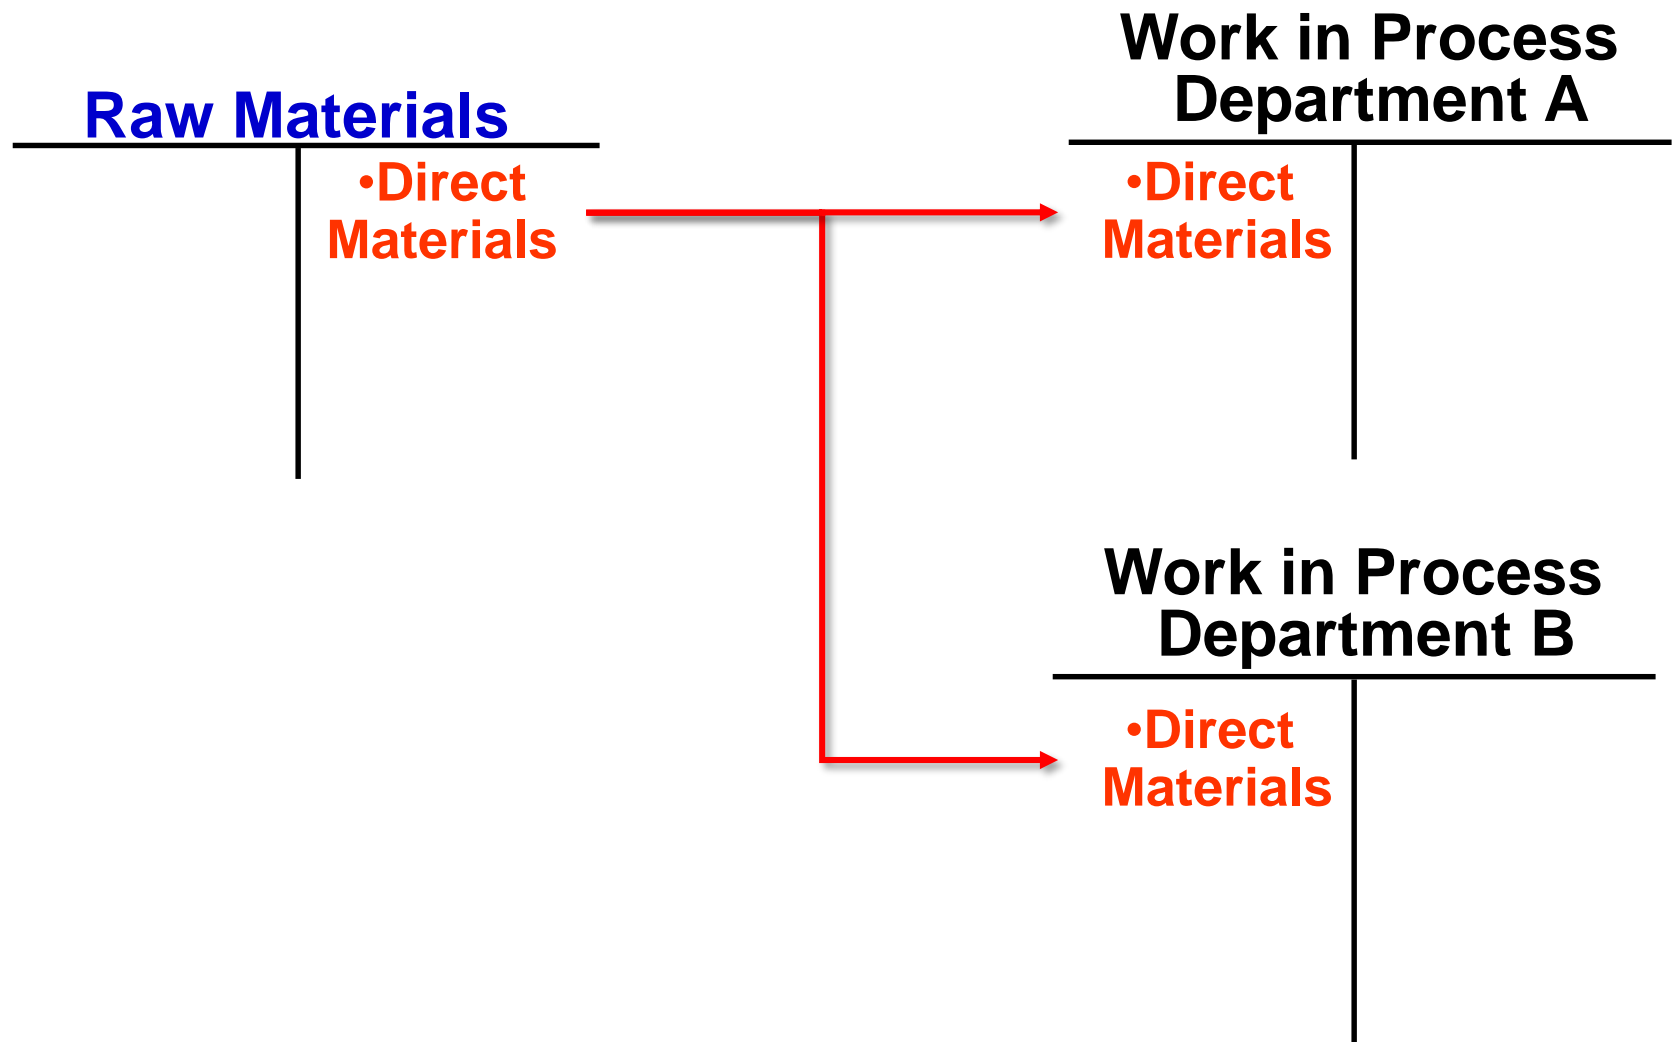 Raw Materials
•Direct
Materials
Work in Process
Department A
•Direct
Materials
Work in Process
Department B
•Direct
Materials